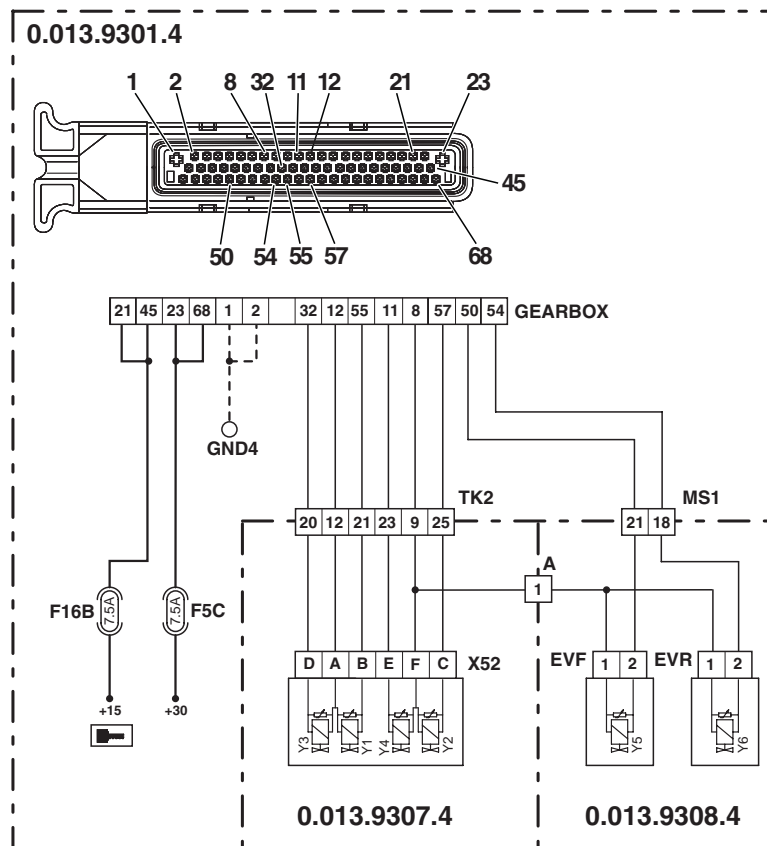 0.013.9301.4
1 2 8 32 11 12 21 23
45
50 54 55 57 68
21 45 23 68 1 2 32 12 55 11 8 57 50 54 GEARBOX
GND4
TK2 MS1
20 12 21 23 9 25 21 18
A
1
F16B 7.5A 7.5A F5C
D A B E F C X52 EVF 1 2 EVR 1 2
+15 +30
Y3 Y1 Y4 Y2 Y5 Y6
0.013.9307.4 0.013.9308.4